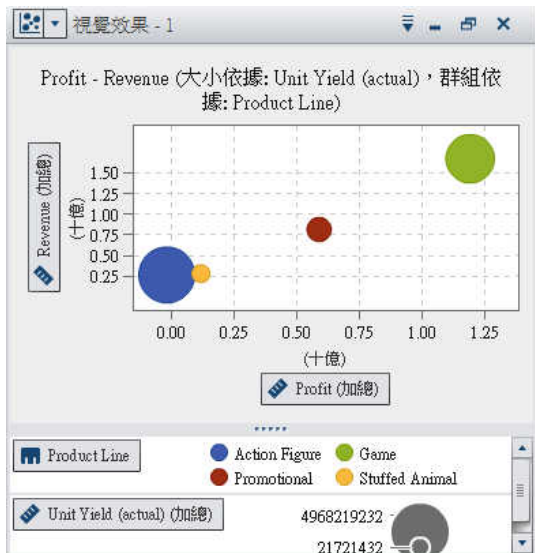 視覺效果 - 1
Profit - Revenue (大小依據: Unit Yield (actual)，群組依
據: Product Line)
Revenue (加總)
(十億)
1.50
1.25
1.00
0.75
0.50
0.25
0.00 0.25 0.50 0.75 1.00 1.25
(十億)
Profit (加總)
Product Line
Action Figure
Game
Promotional
Stuffed Animal
Unit Yield (actual) (加總)
4968219232
21721432